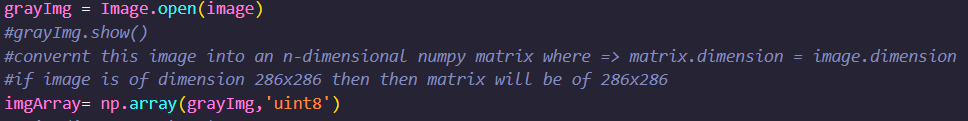 grayImg = Image.open(image)
#grayImg.show()
#convernt this image into an n-dimensional numpy matrix where => matrix.dimension = image.dimension
#if image is of dimension 286x286 then then matrix will be of 286x286
imgArray= np.array(grayImg,'uint8')